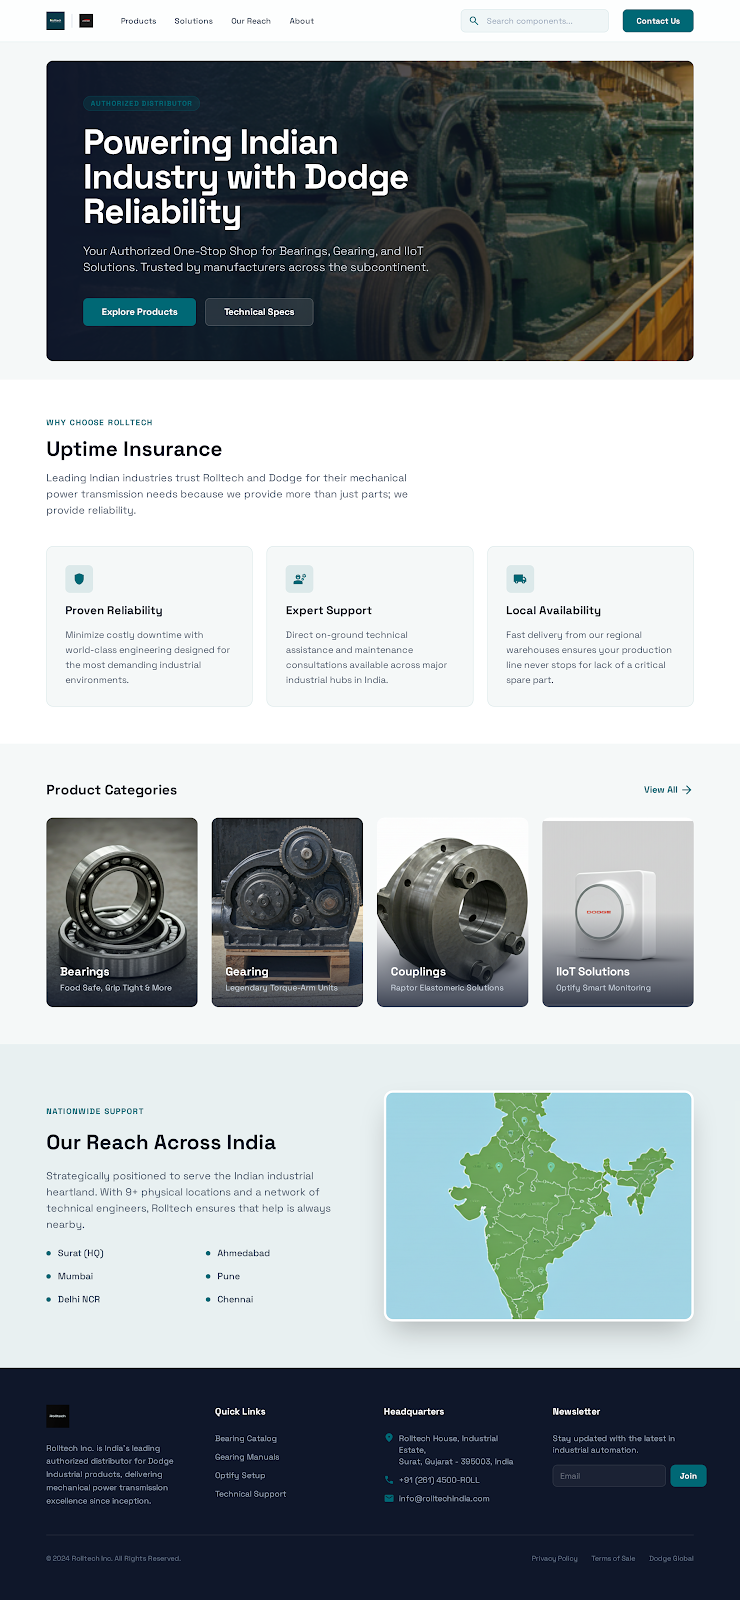 Rolltech
Products
Solutions
Our Reach
About
Search components...
Contact Us
AUTHORIZED DISTRIBUTOR
Powering Indian
Industry with Dodge
Reliability
Your Authorized One-Stop Shop for Bearings, Gearing, and IIoT
Solutions. Trusted by manufacturers across the subcontinent.
Explore Products
Technical Specs
WHY CHOOSE ROLLTECH
Uptime Insurance
Leading Indian industries trust Rolltech and Dodge for their mechanical
power transmission needs because we provide more than just parts; we
provide reliability.
Proven Reliability
Minimize costly downtime with
world-class engineering designed for
the most demanding industrial
environments.
Expert Support
Direct on-ground technical
assistance and maintenance
consultations available across major
industrial hubs in India.
Local Availability
Fast delivery from our regional
warehouses ensures your production
line never stops for lack of a critical
spare part.
Product Categories
View All
Bearings
Food Safe, Grip Tight & More
Gearing
Legendary Torque-Arm Units
Couplings
Raptor Elastomeric Solutions
DODGE
IIoT Solutions
Optify Smart Monitoring
NATIONWIDE SUPPORT
Our Reach Across India
Strategically positioned to serve the Indian industrial
heartland. With 9+ physical locations and a network of
technical engineers, Rolltech ensures that help is always
nearby.
Surat (HQ)
Ahmedabad
Mumbai
Pune
Delhi NCR
Chennai
Rolltech
Rolltech Inc. is India's leading
authorized distributor for Dodge
Industrial products, delivering
mechanical power transmission
excellence since inception.
Quick Links
Bearing Catalog
Gearing Manuals
Optify Setup
Technical Support
Headquarters
Rolltech House, Industrial
Estate,
Surat, Gujarat - 395003, India
+91 (261) 4500-ROLL
info@rolltechindia.com
Newsletter
Stay updated with the latest in
industrial automation.
Email
Join
© 2024 Rolltech Inc. All Rights Reserved.
Privacy Policy
Terms of Sale
Dodge Global